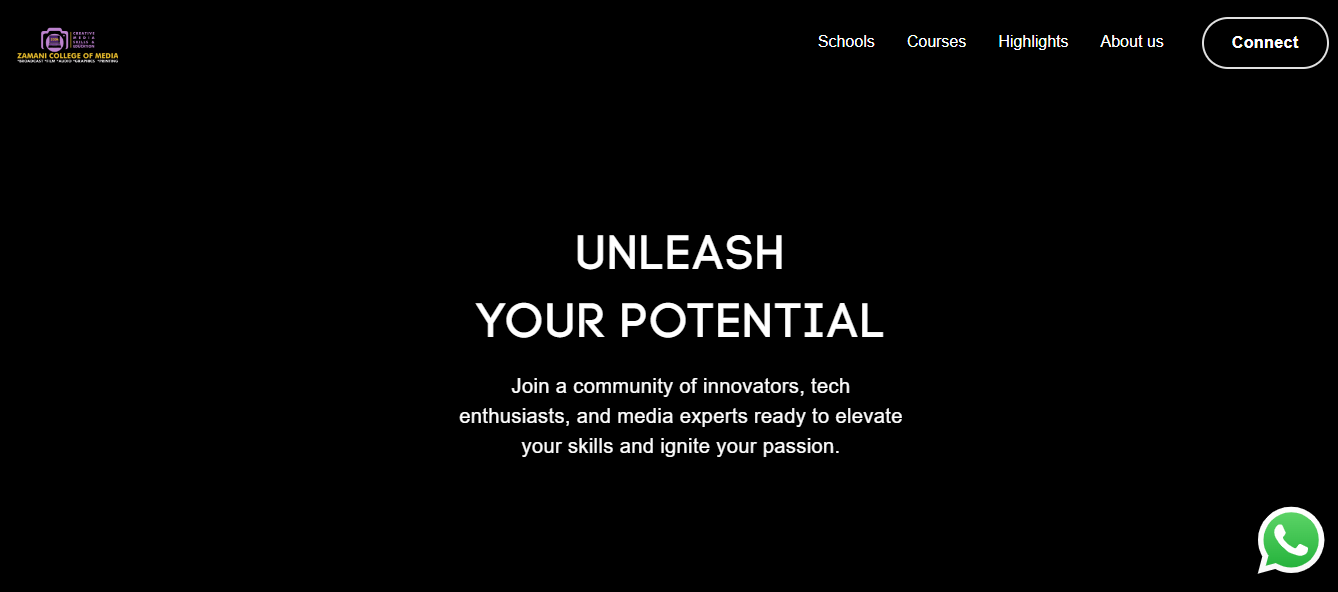 CREATIVE
MEDIA
SKILLS &
EDUCATION
ZAMANI COLLEGE OF MEDIA
*BROADCAST *FILM *AUDIO *GRAPHICS *PRINTING
Schools
Courses
Highlights
About us
Connect
UNLEASH
YOUR POTENTIAL
Join a community of innovators, tech
enthusiasts, and media experts ready to elevate
your skills and ignite your passion.